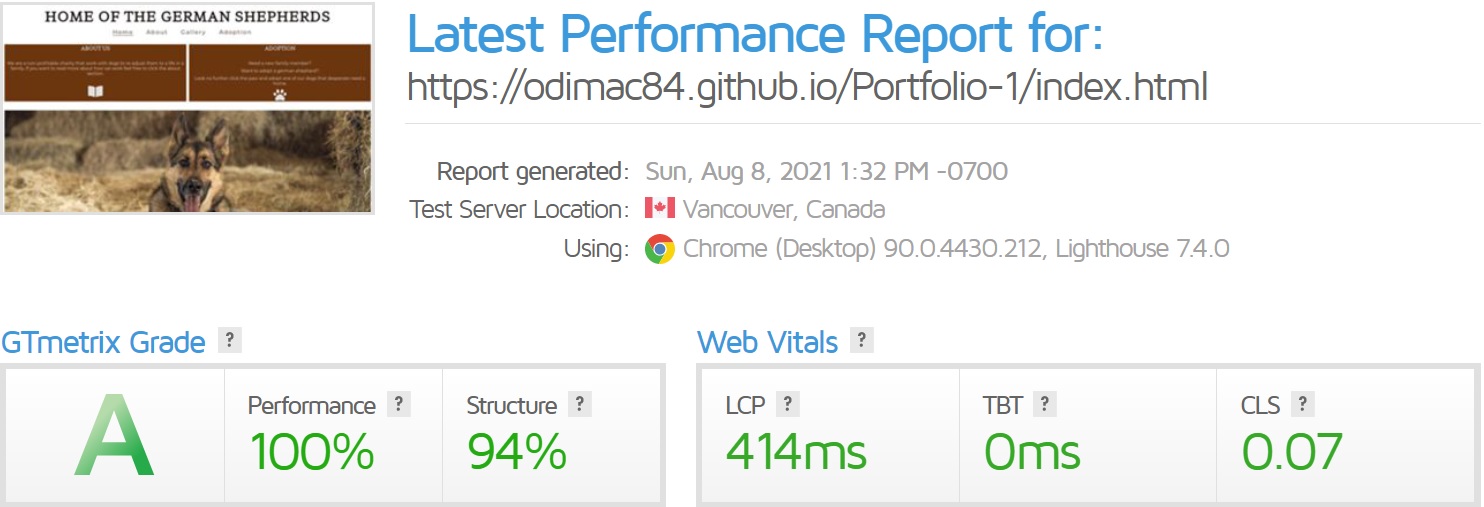 HOME OF THE GERMAN SHEPHERDS
Home About Gallery Adoption
ABOUT US
ADOPTION
Need a new family member?
Want to adopt a german shepherd?
Latest Performance Report for:
https://odimac84.github.io/Portfolio-1/index.html
Report generated: Sun, Aug 8, 2021 1:32 PM -0700
Test Server Location: Vancouver, Canada
Using: Chrome (Desktop) 90.0.4430.212, Lighthouse 7.4.0
GTmetrix Grade ?
Web Vitals ?
A
Performance ?
100%
Structure ?
94%
LCP ?
414ms
TBT ?
0ms
CLS ?
0.07